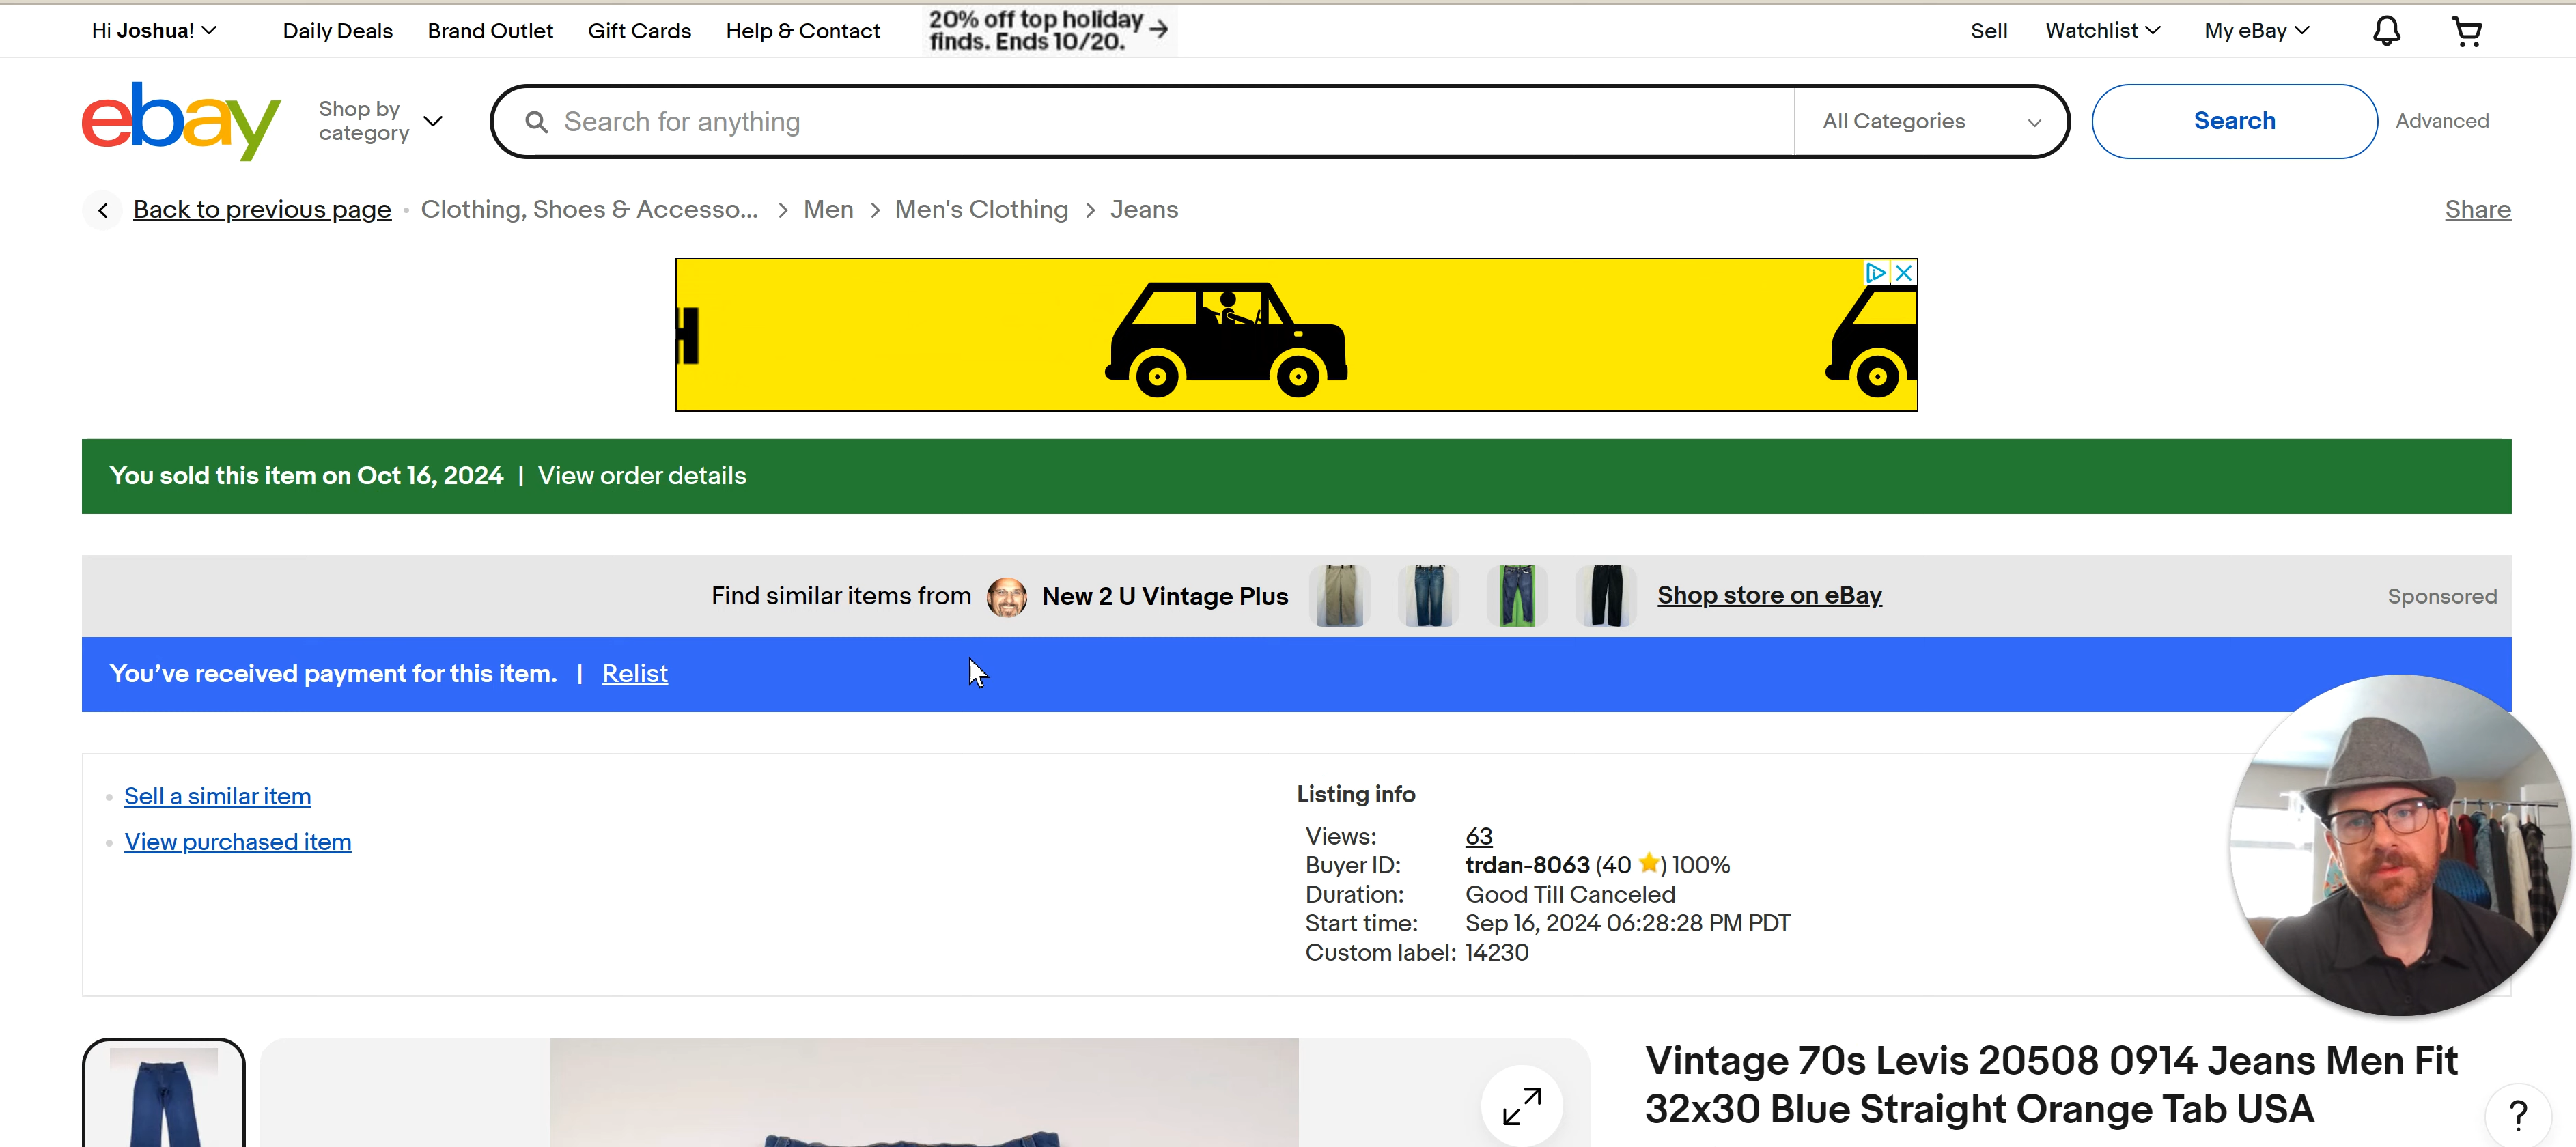 Hi Joshua!
Daily Deals
Brand Outlet
Gift Cards
Help & Contact
20% off top holiday
finds. Ends 10/20.
Sell
Watchlist
My eBay
ebay
Shop by
category
Search for anything
All Categories
Search
Advanced
Back to previous page
Clothing, Shoes & Accesso...
Men
Men's Clothing
Jeans
Share
H
You sold this item on Oct 16, 2024 | View order details
Find similar items from New 2 U Vintage Plus Shop store on eBay
Sponsored
You've received payment for this item. | Relist
Sell a similar item
View purchased item
Listing info
Views: 63
Buyer ID: trdan-8063 (40 ) 100%
Duration: Good Till Canceled
Start time: Sep 16, 2024 06:28:28 PM PDT
Custom label: 14230
Vintage 70s Levis 20508 0914 Jeans Men Fit
32x30 Blue Straight Orange Tab USA
?